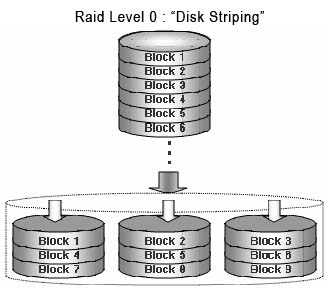 Raid Level 0 : “Disk Striping”
Block 1
Block 2
Block 3
Block 4
Block 5
Block 6
Block 1 Block 2 Block 3
Block 4 Block 5 Block 6
Block 7 Block 8 Block 9